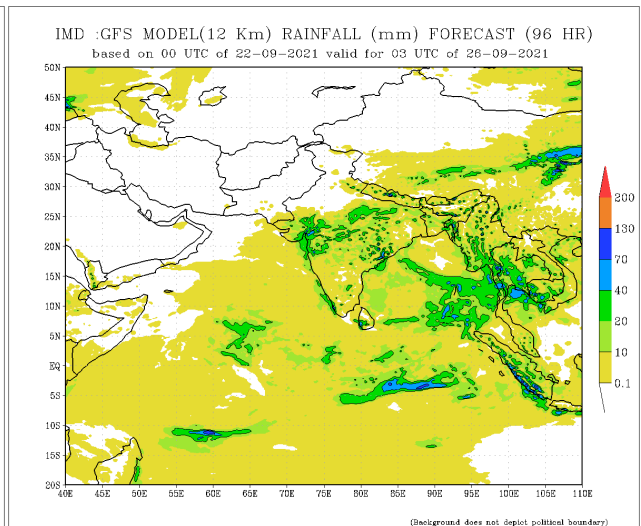 IMD :GFS MODEL(12 Km) RAINFALL (mm) FORECAST (96 HR)
based on 00 UTC of 22-09-2021 valid for 03 UTC of 26-09-2021
50N
45N
40N
35N
30N
25N
20N
15N
10N
5N
EQ
5S
10S
15S
20S
40E 45E 50E 55E 60E 65E 70E 75E 80E 85E 90E 95E 100E 105E 110E
200
130
70
40
20
10
0.1
(Background does not depict political boundary)